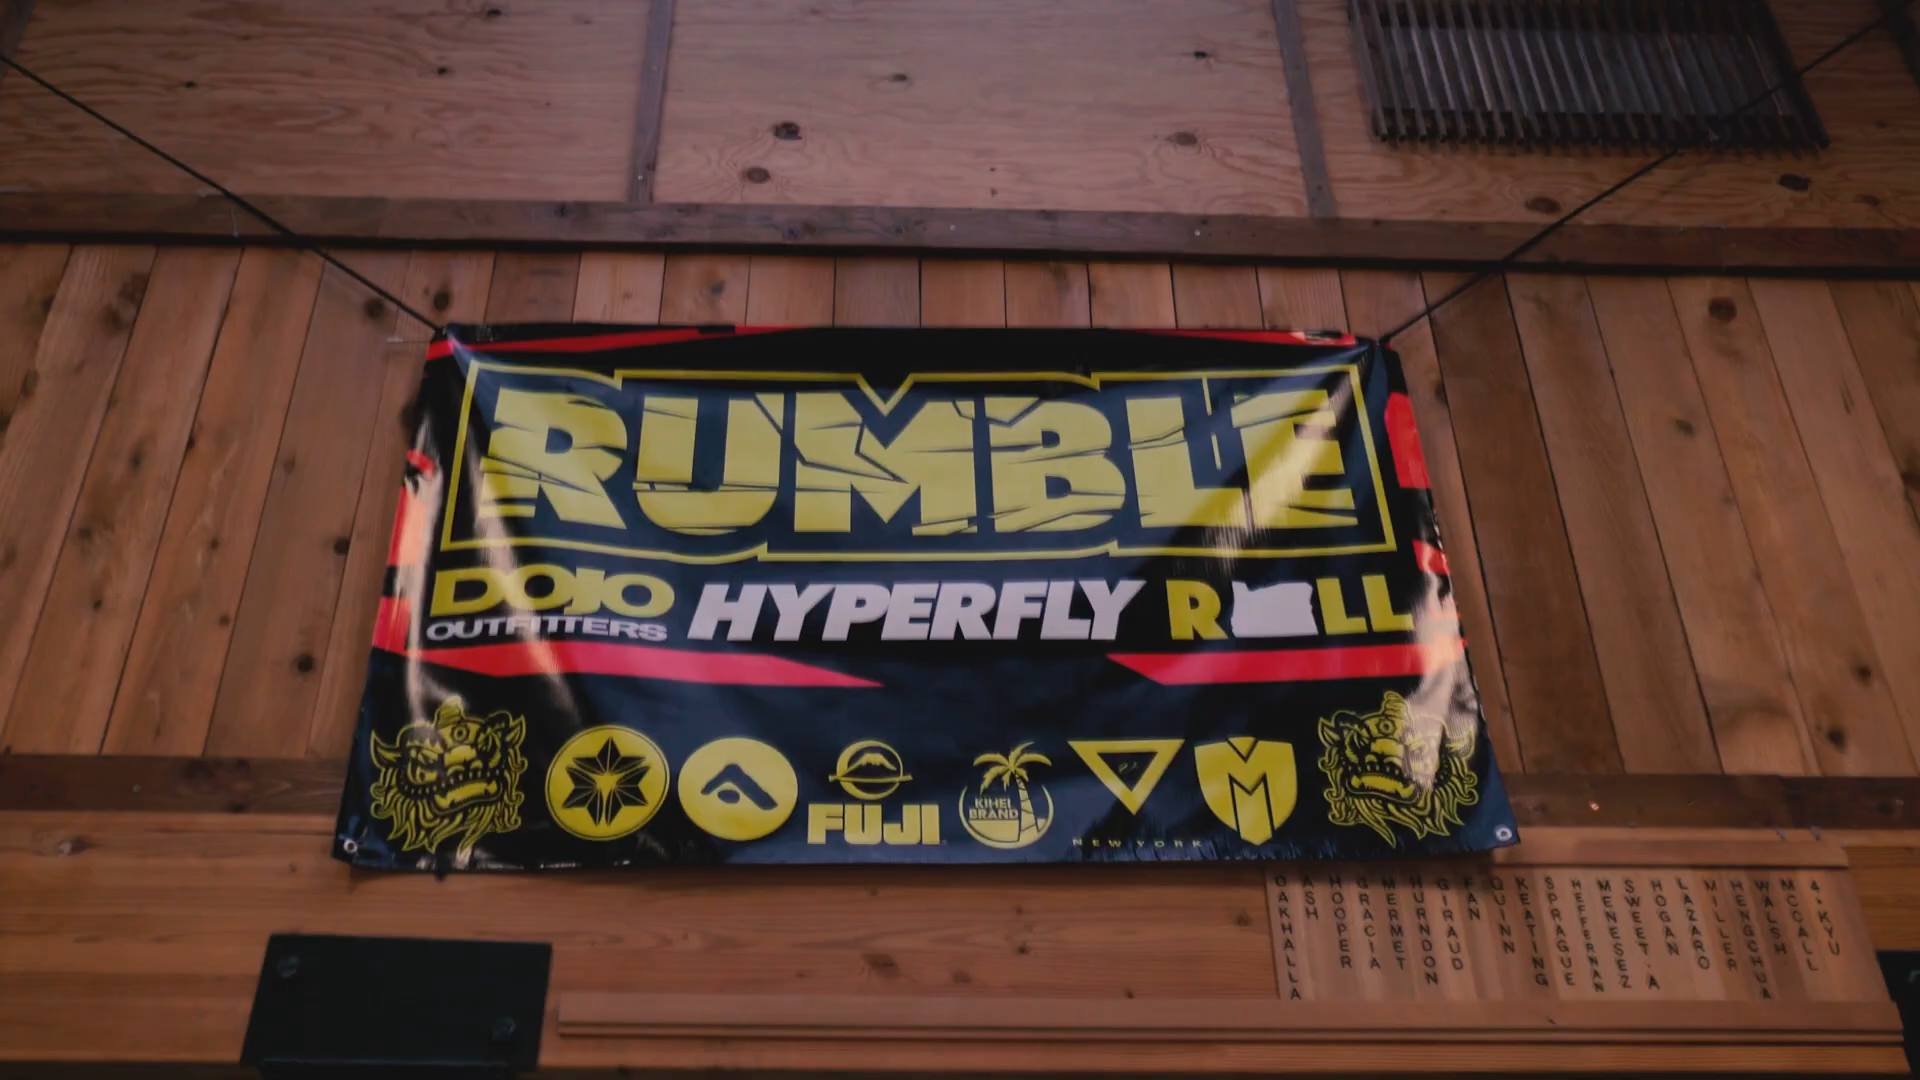 RUMBLE
DOJO
OUTFITTERS
HYPERFLY
R LL
FUJI
KIHEI
BRAND
NEW YORK
M
OAKHALLA
ASH
HOOPER
GRACIA
MERMET
HURNDON
GIRAUD
FAN
QUINN
KEATING
SPRAGUE
HEFFERNAN
MENESEZ
SWEET.A
HOGAN
LAZARO
MILLER
HENGCHUA
WALSH
MCCALL
4.KYU